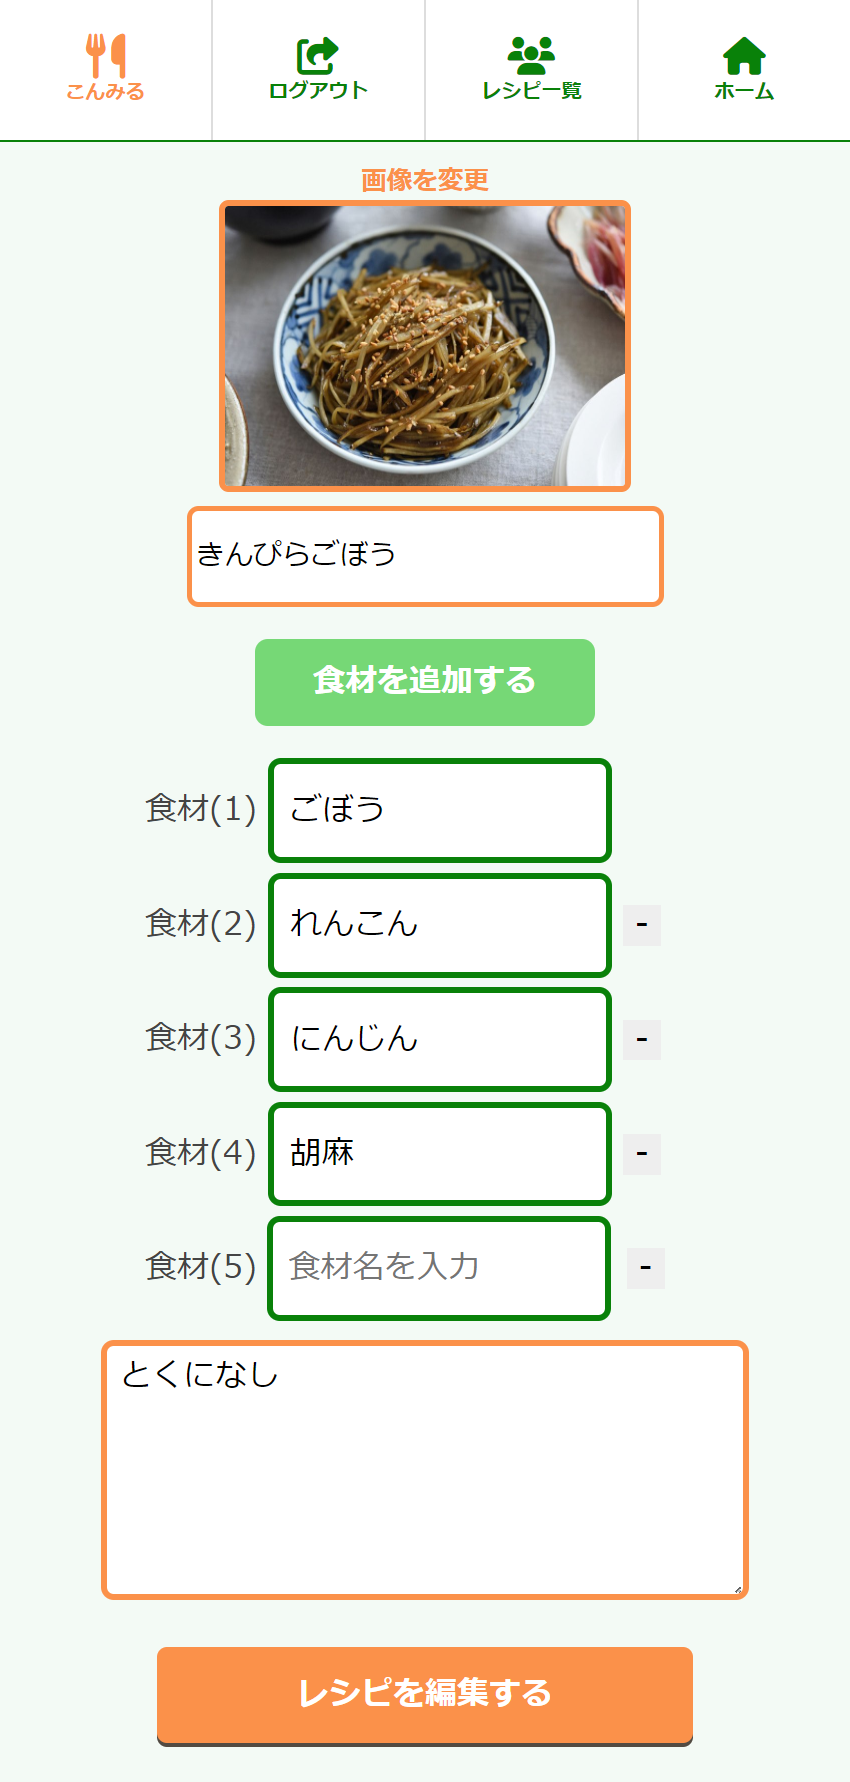 こんみる
ログアウト
レシピ一覧
ホーム
画像を変更
きんぴらごぼう
食材を追加する
食材(1) ごぼう
食材(2) れんこん -
食材(3) にんじん -
食材(4) 胡麻 -
食材(5) 食材名を入力 -
とくになし
レシピを編集する